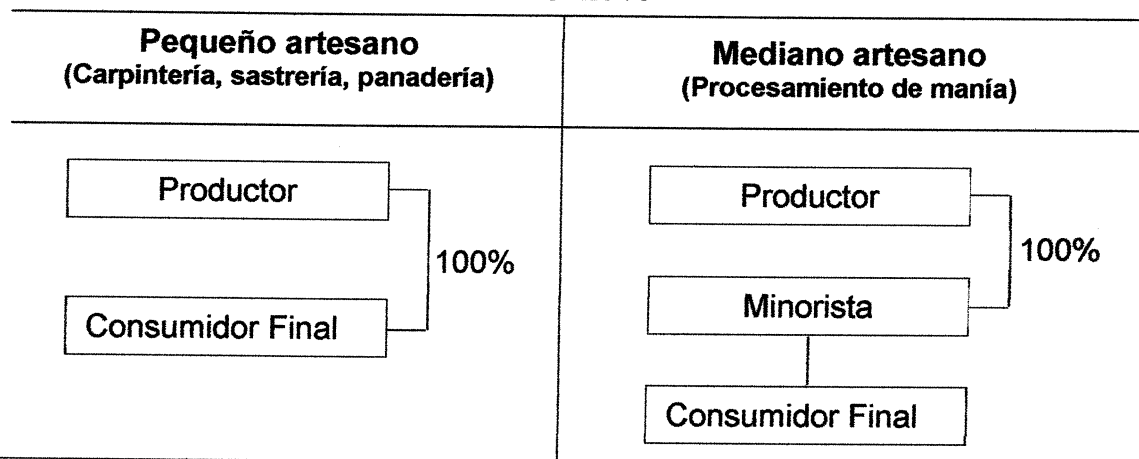 Pequeño artesano
(Carpintería, sastrería, panadería)
Productor
100%
Consumidor Final
Mediano artesano
(Procesamiento de manía)
Productor
100%
Minorista
Consumidor Final